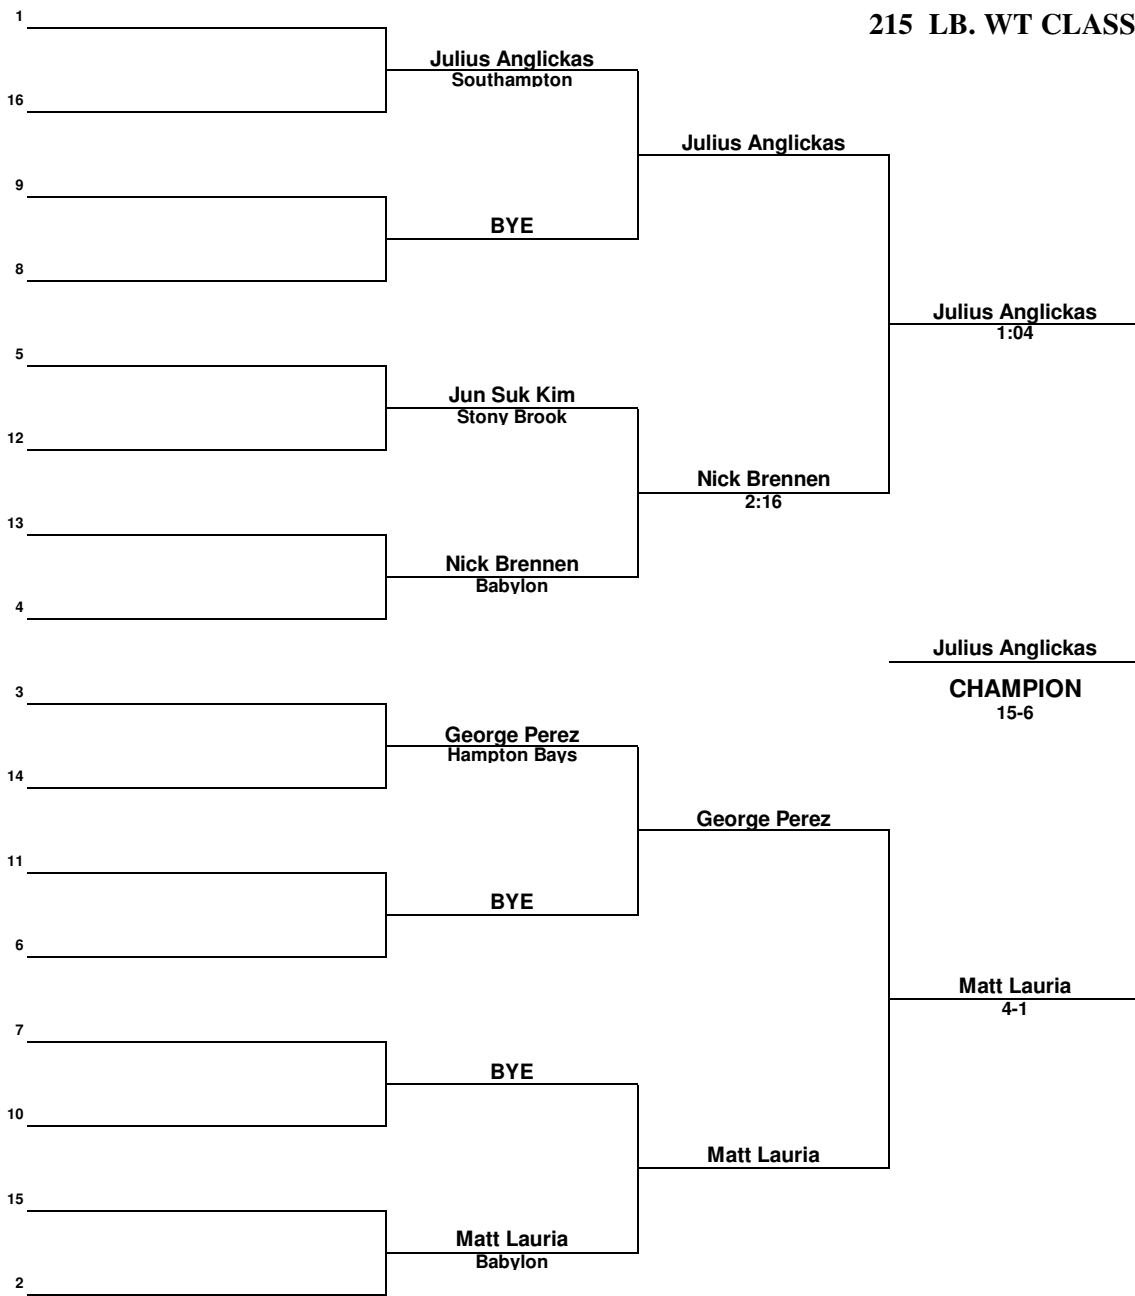 215 LB. WT CLASS
1
Julius Anglickas
Southampton
16
Julius Anglickas
9
BYE
8
Julius Anglickas
1:04
5
Jun Suk Kim
Stony Brook
12
Nick Brennen
2:16
13
Nick Brennen
Babylon
4
Julius Anglickas
CHAMPION
15-6
3
George Perez
Hampton Bays
14
George Perez
11
BYE
6
Matt Lauria
4-1
7
BYE
10
Matt Lauria
15
Matt Lauria
Babylon
2